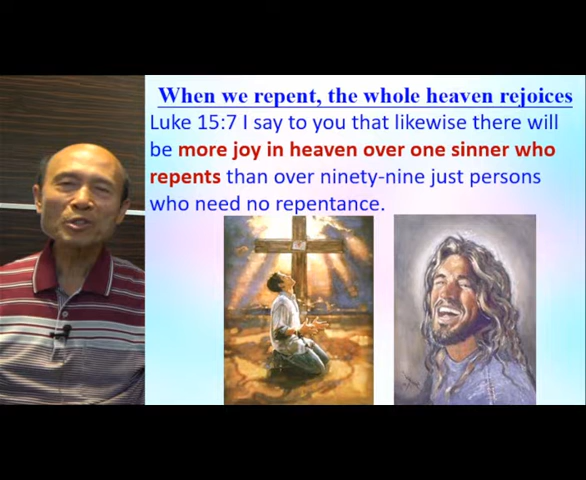 When we repent, the whole heaven rejoices
Luke 15:7 I say to you that likewise there will
be more joy in heaven over one sinner who
repents than over ninety-nine just persons
who need no repentance.